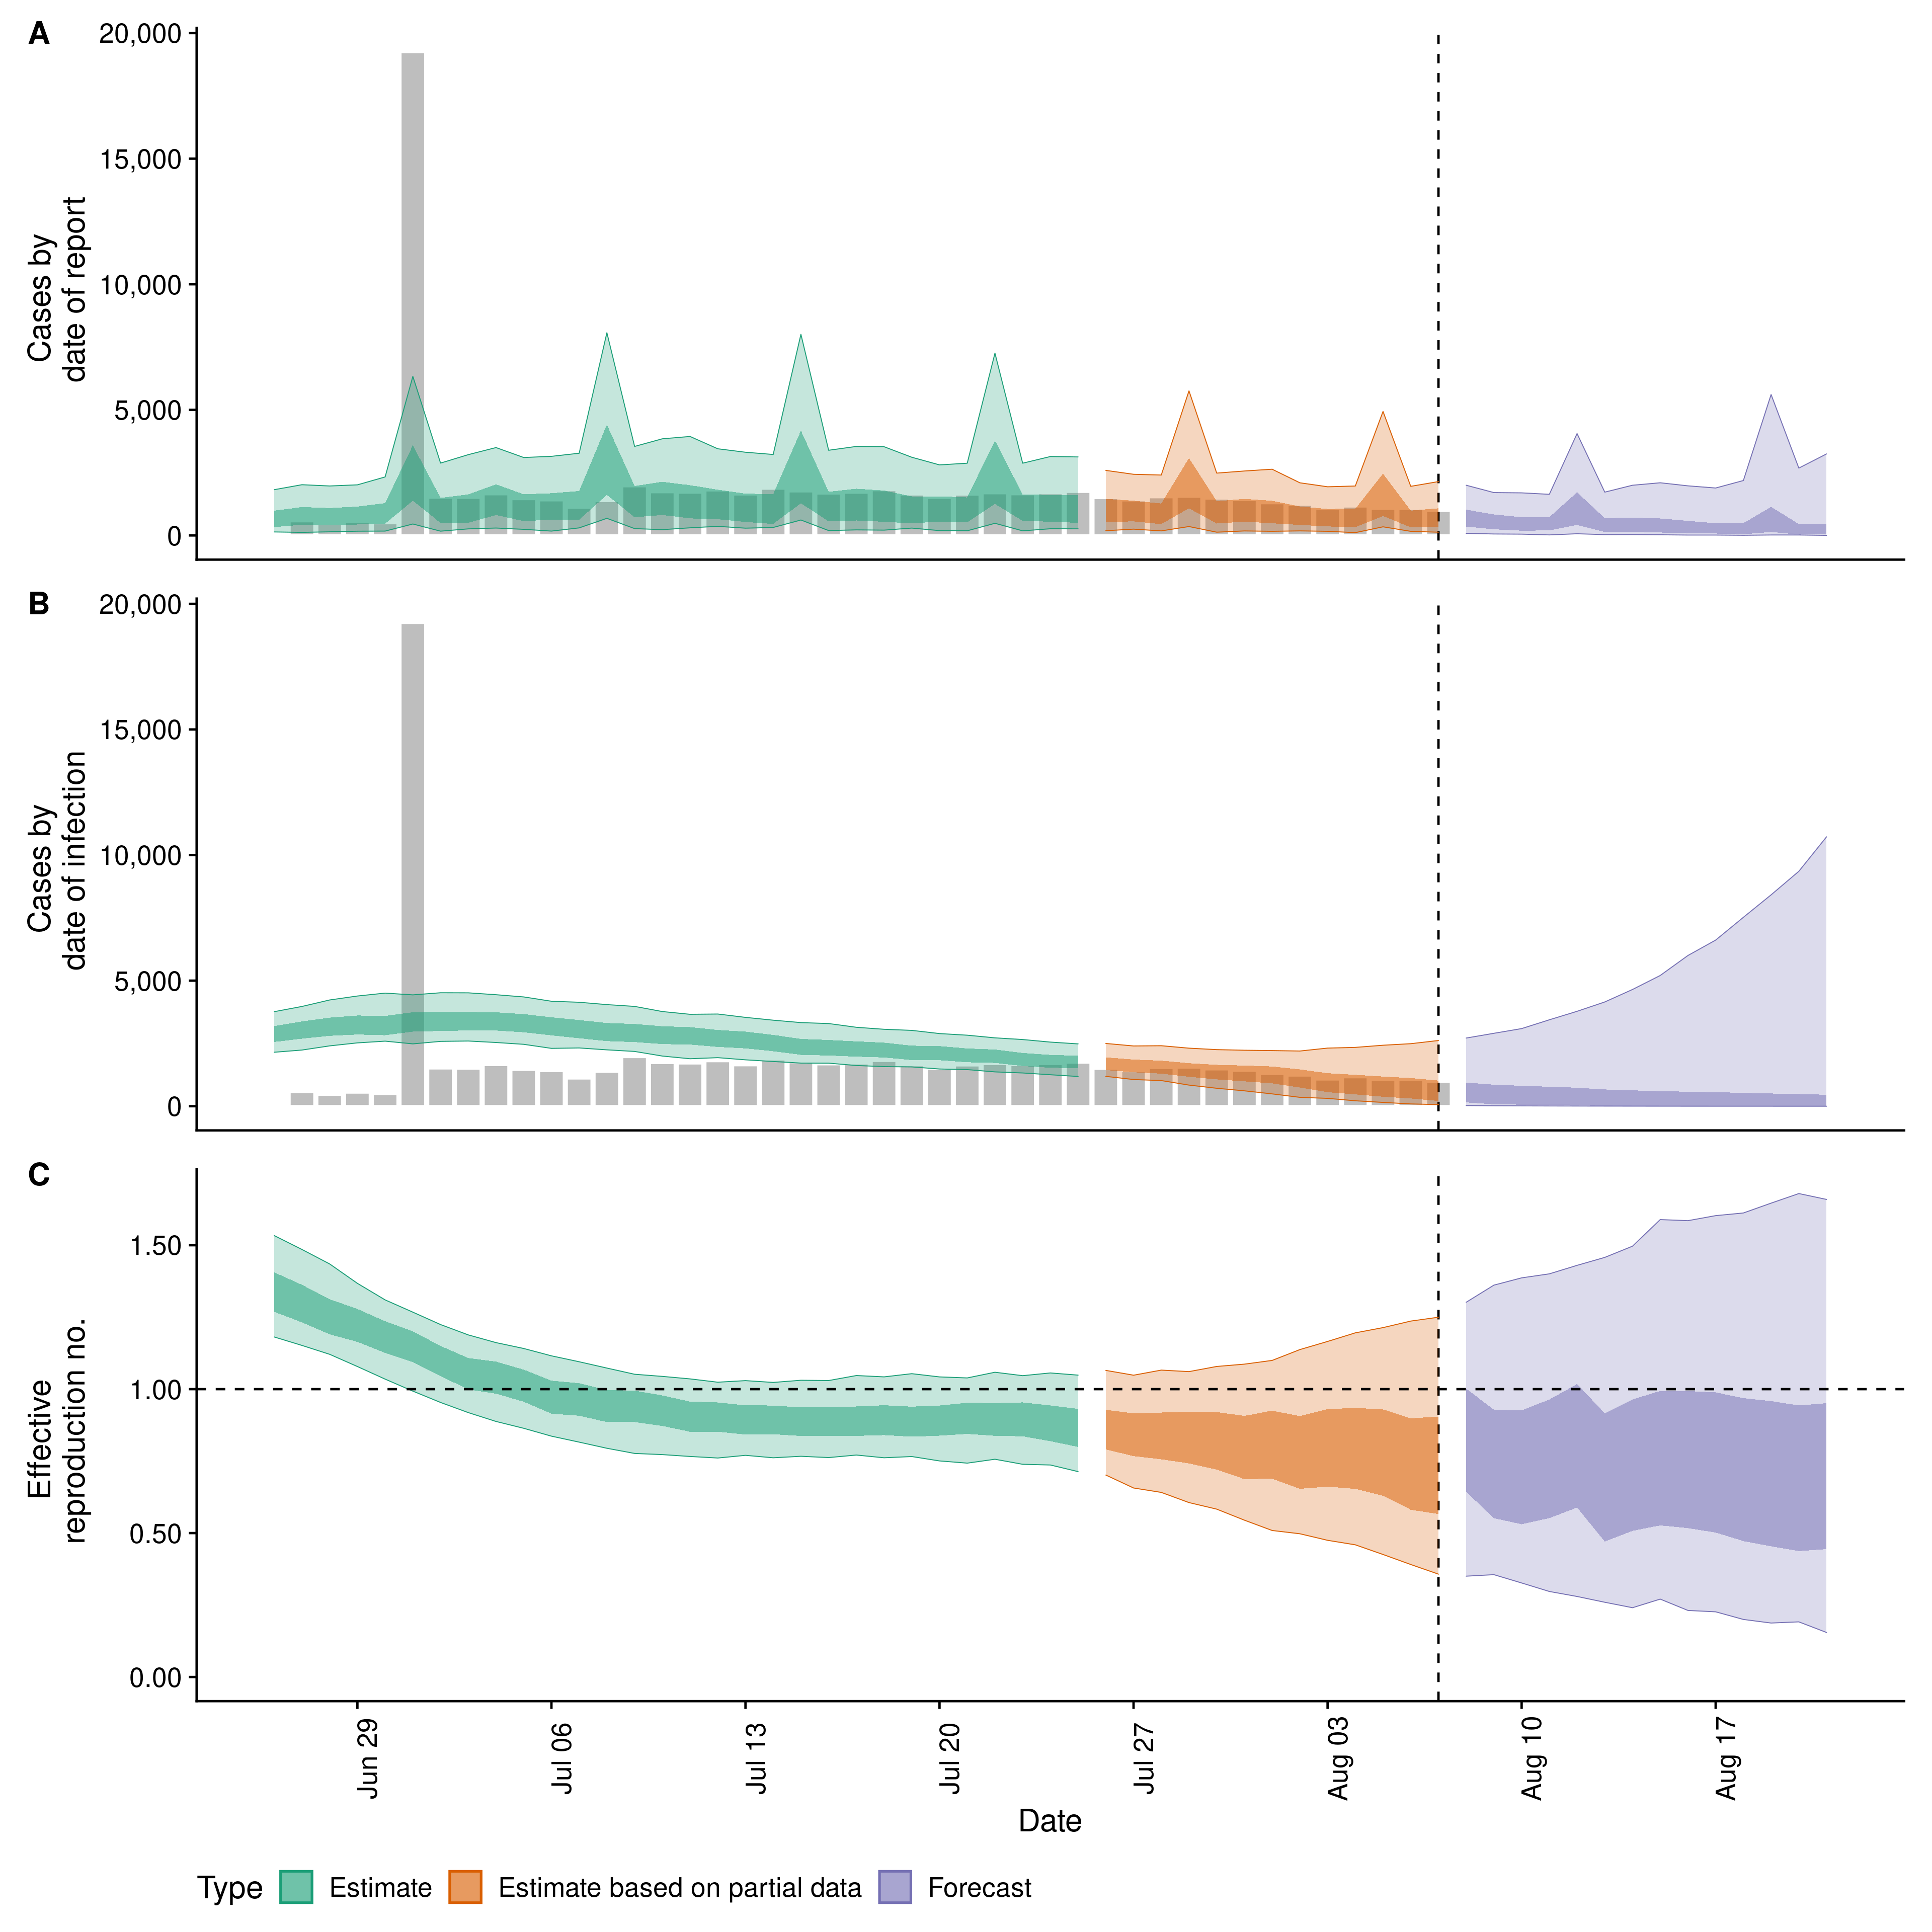 A
Cases by
date of report
20,000
15,000
10,000
5,000
0
B
Cases by
date of infection
20,000
15,000
10,000
5,000
0
C
Effective
reproduction no.
1.50
1.00
0.50
0.00
Jun 29
Jul 06
Jul 13
Jul 20
Jul 27
Aug 03
Aug 10
Aug 17
Date
Type Estimate Estimate based on partial data Forecast